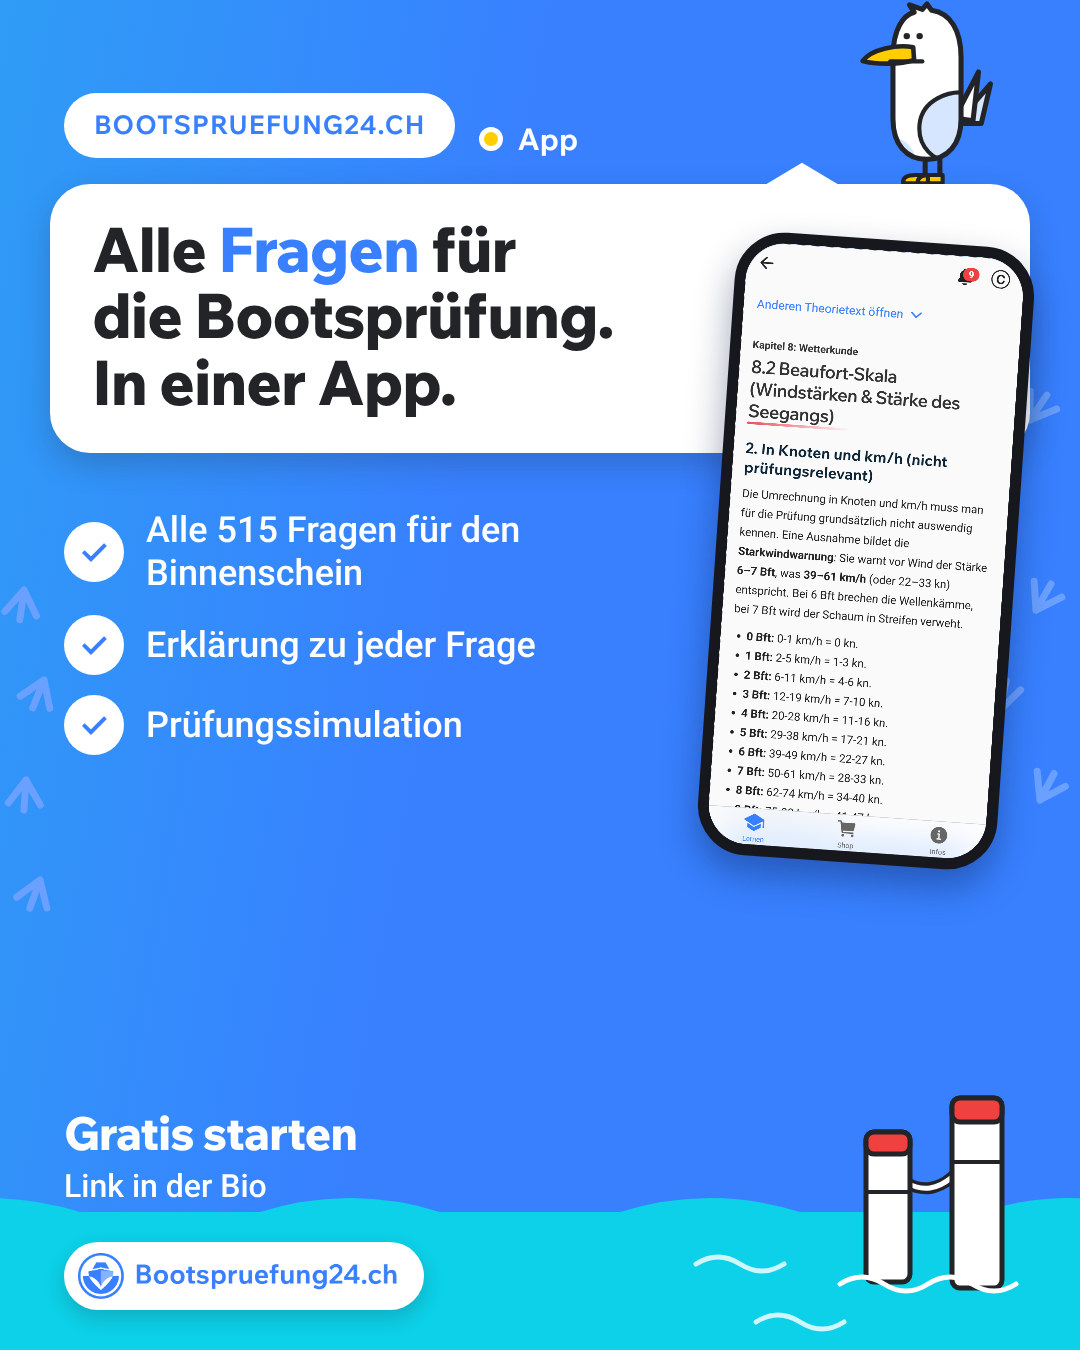 BOOTSPRUEFUNG24.CH
App
Alle Fragen für
die Bootsprüfung.
In einer App.
Alle 515 Fragen für den
Binnenschein
Erklärung zu jeder Frage
Prüfungssimulation
9
C
Anderen Theorietext öffnen
Kapitel 8: Wetterkunde
8.2 Beaufort-Skala
(Windstärken & Stärke des
Seegangs)
2. In Knoten und km/h (nicht
prüfungsrelevant)
Die Umrechnung in Knoten und km/h muss man
für die Prüfung grundsätzlich nicht auswendig
kennen. Eine Ausnahme bildet die
Starkwindwarnung: Sie warnt vor Wind der Stärke
6–7 Bft, was 39–61 km/h (oder 22–33 kn)
entspricht. Bei 6 Bft brechen die Wellenkämme,
bei 7 Bft wird der Schaum in Streifen verweht.
• 0 Bft: 0-1 km/h = 0 kn.
• 1 Bft: 2-5 km/h = 1-3 kn.
• 2 Bft: 6-11 km/h = 4-6 kn.
• 3 Bft: 12-19 km/h = 7-10 kn.
• 4 Bft: 20-28 km/h = 11-16 kn.
• 5 Bft: 29-38 km/h = 17-21 kn.
• 6 Bft: 39-49 km/h = 22-27 kn.
• 7 Bft: 50-61 km/h = 28-33 kn.
• 8 Bft: 62-74 km/h = 34-40 kn.
Lernen
Shop
Infos
Gratis starten
Link in der Bio
Bootspruefung24.ch